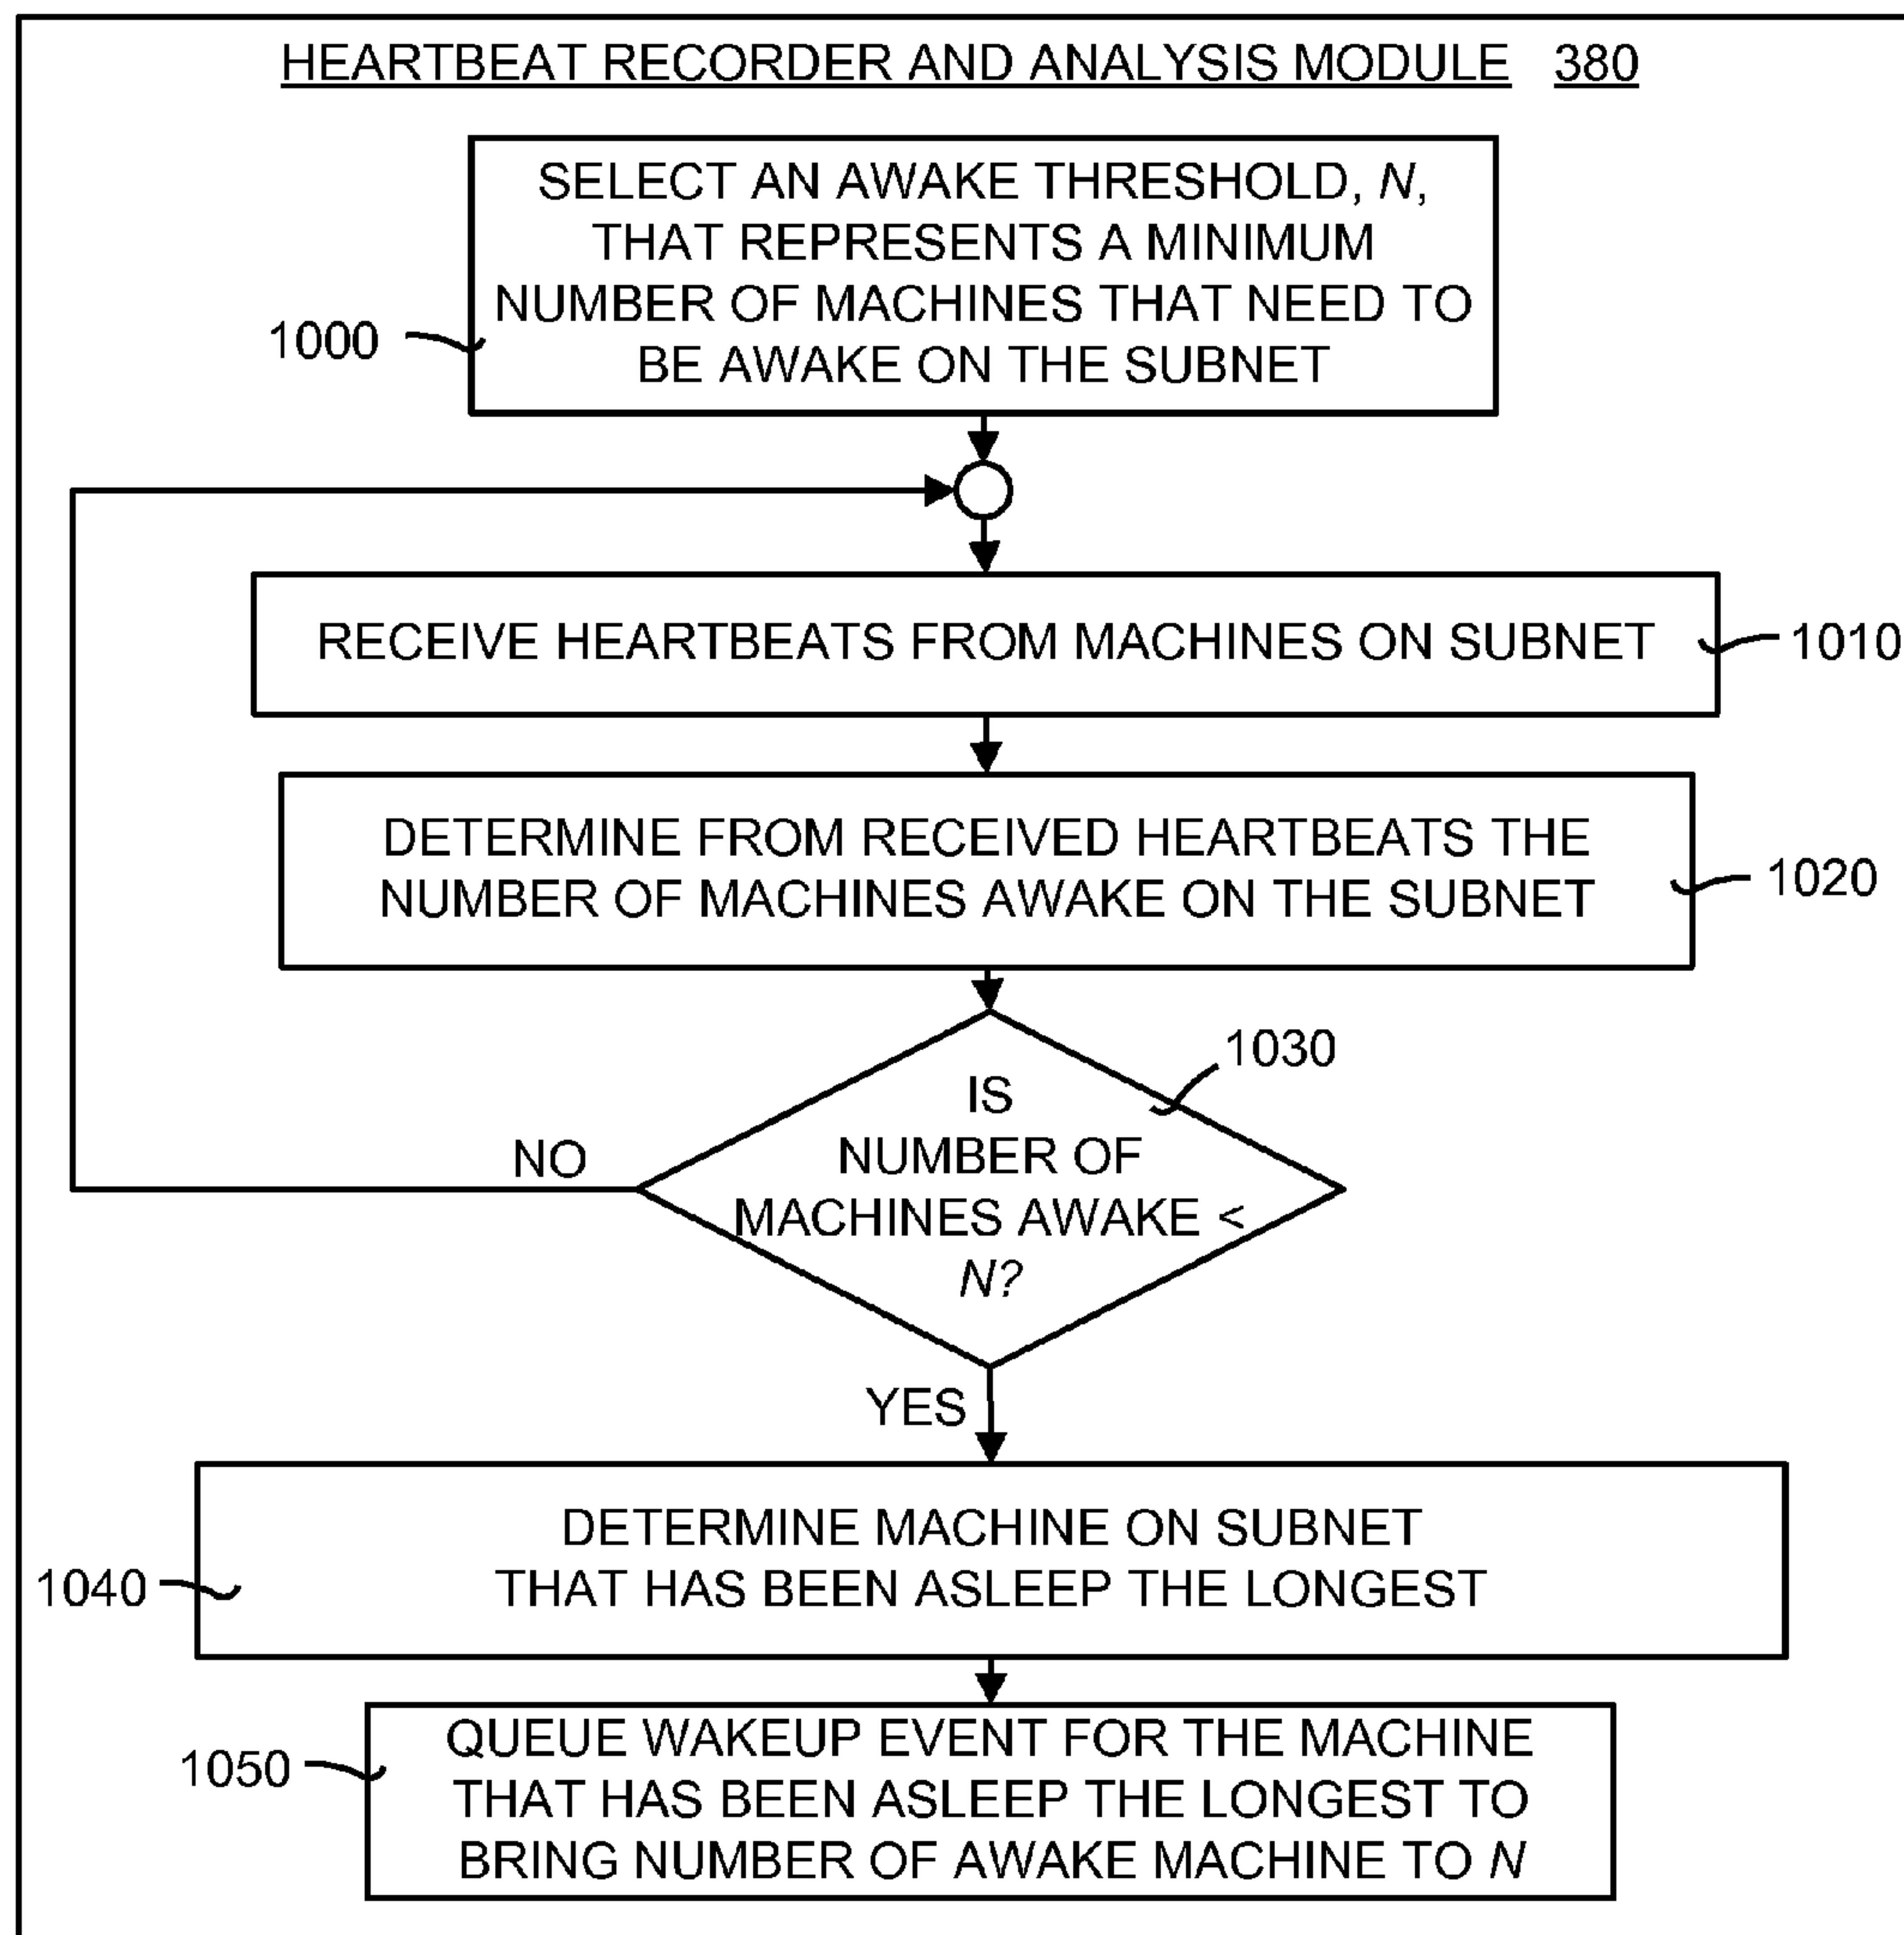 HEARTBEAT RECORDER AND ANALYSIS MODULE 380
SELECT AN AWAKE THRESHOLD, N,
THAT REPRESENTS A MINIMUM
NUMBER OF MACHINES THAT NEED TO
BE AWAKE ON THE SUBNET
1000
RECEIVE HEARTBEATS FROM MACHINES ON SUBNET
1010
DETERMINE FROM RECEIVED HEARTBEATS THE
NUMBER OF MACHINES AWAKE ON THE SUBNET
1020
1030
IS
NUMBER OF
MACHINES AWAKE <
N?
NO
YES
DETERMINE MACHINE ON SUBNET
THAT HAS BEEN ASLEEP THE LONGEST
1040
QUEUE WAKEUP EVENT FOR THE MACHINE
THAT HAS BEEN ASLEEP THE LONGEST TO
BRING NUMBER OF AWAKE MACHINE TO N
1050